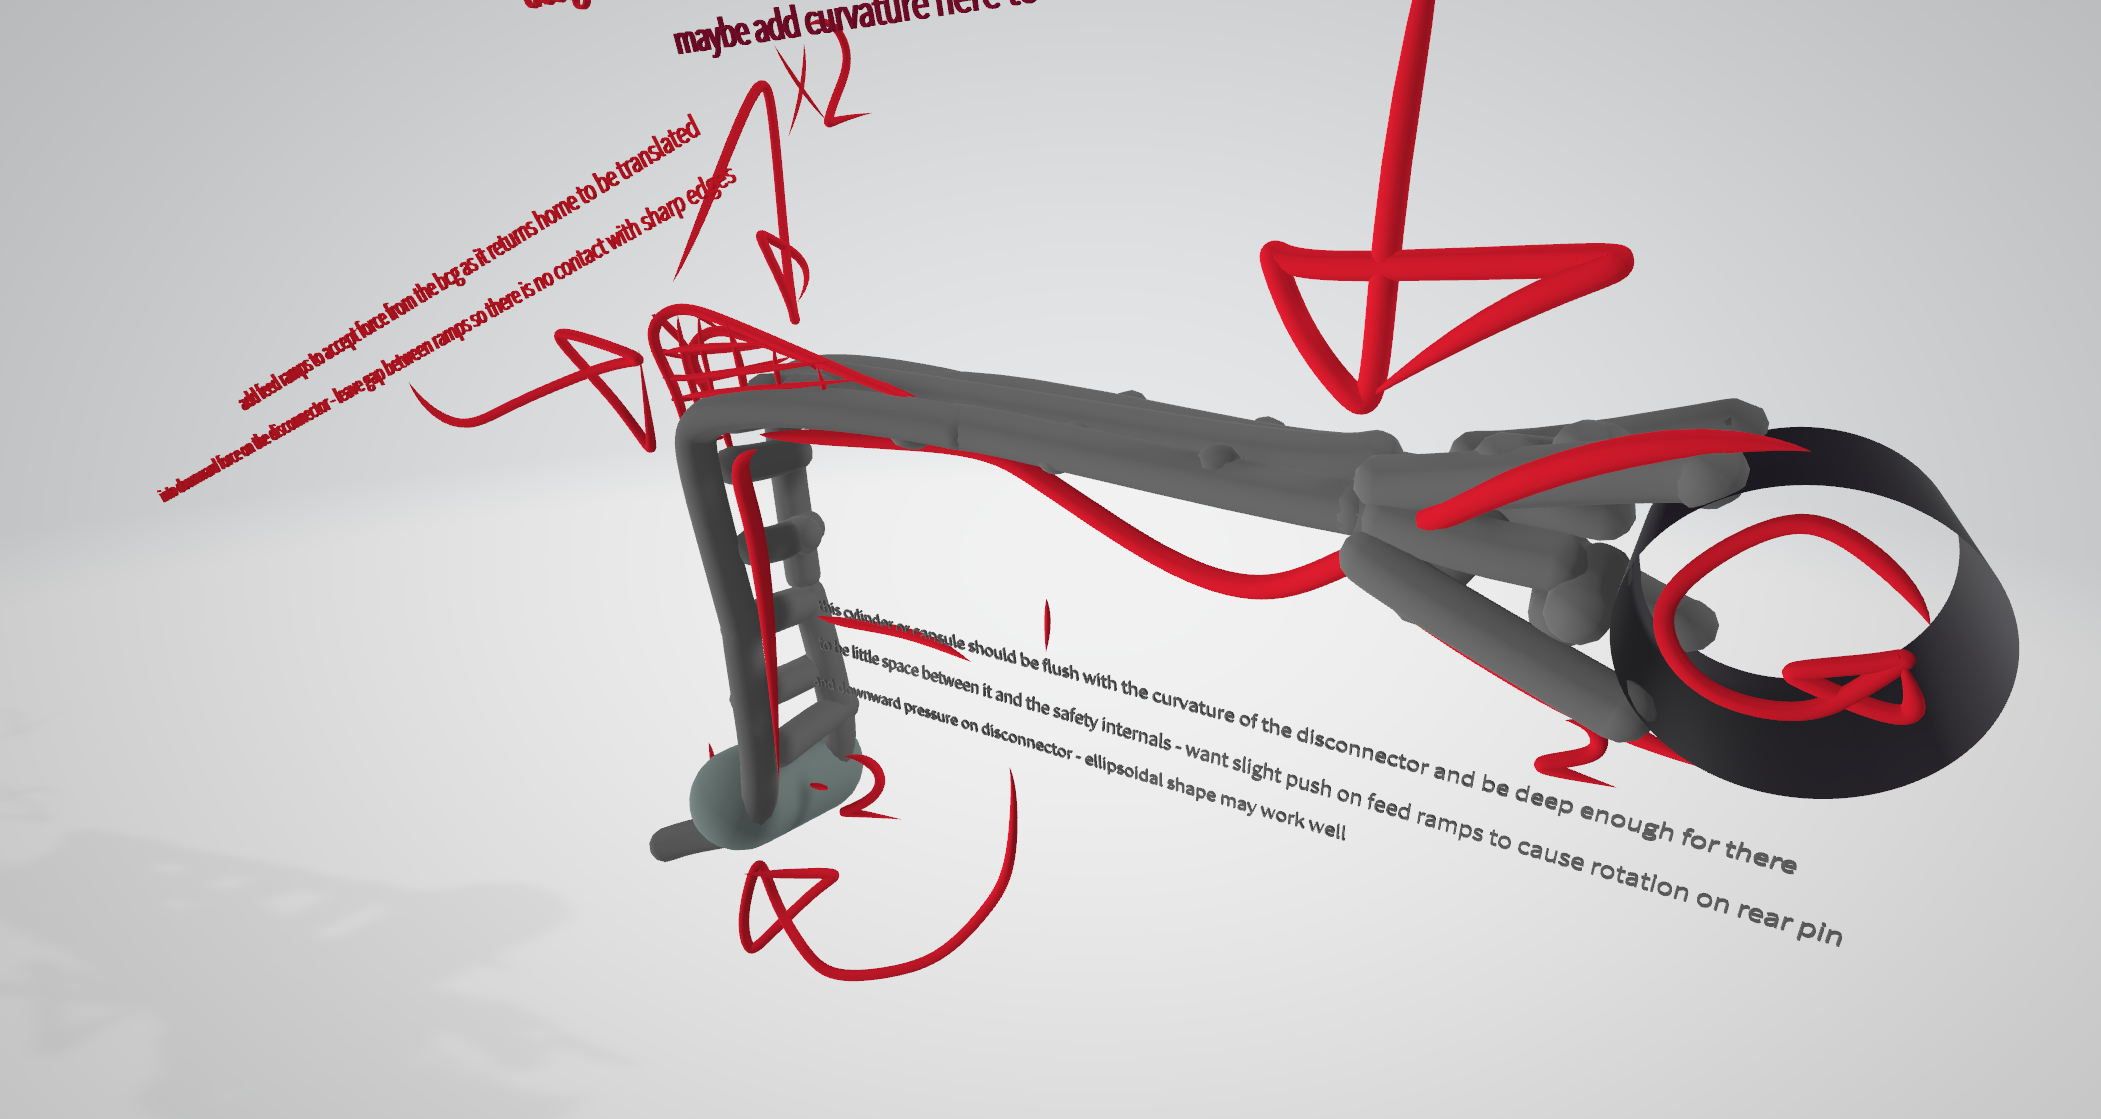 maybe add curvature here to
x2
add feed ramps to accept force from the bcg as it returns home to be translated
into downward force on the disconnector - leave gap between ramps so there is no contact with sharp edges
this cylinder or capsule should be flush with the curvature of the disconnector and be deep enough for there
to be little space between it and the safety internals - want slight push on feed ramps to cause rotation on rear pin
and downward pressure on disconnector - ellipsoidal shape may work well
2
2